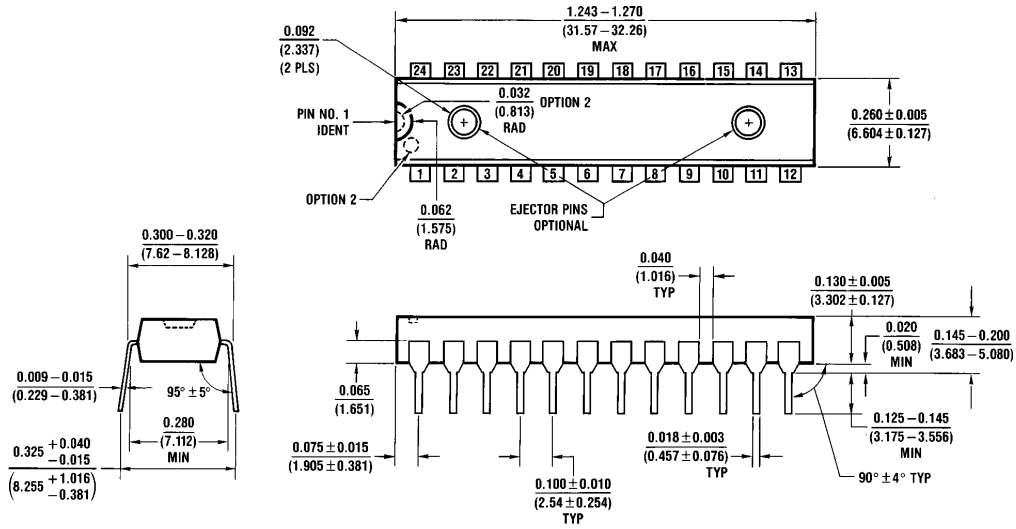 1.243 – 1.270
(31.57 – 32.26)
MAX
0.092
(2.337)
(2 PLS)
24 23 22 21 20 19 18 17 16 15 14 13
0.032
(0.813)
RAD
OPTION 2
PIN NO. 1
IDENT
0.260 ± 0.005
(6.604 ± 0.127)
1 2 3 4 5 6 7 8 9 10 11 12
OPTION 2
0.062
(1.575)
RAD
EJECTOR PINS
OPTIONAL
0.300 – 0.320
(7.62 – 8.128)
0.040
(1.016)
TYP
0.130 ± 0.005
(3.302 ± 0.127)
0.020
(0.508)
MIN
0.145 – 0.200
(3.683 – 5.080)
0.009 – 0.015
(0.229 – 0.381)
95° ± 5°
0.280
(7.112)
MIN
0.325 +0.040
–0.015
(8.255 +1.016
–0.381)
0.065
(1.651)
0.075 ± 0.015
(1.905 ± 0.381)
0.100 ± 0.010
(2.54 ± 0.254)
TYP
0.018 ± 0.003
(0.457 ± 0.076)
TYP
0.125 - 0.145
(3.175 - 3.556)
MIN
90° ± 4° TYP